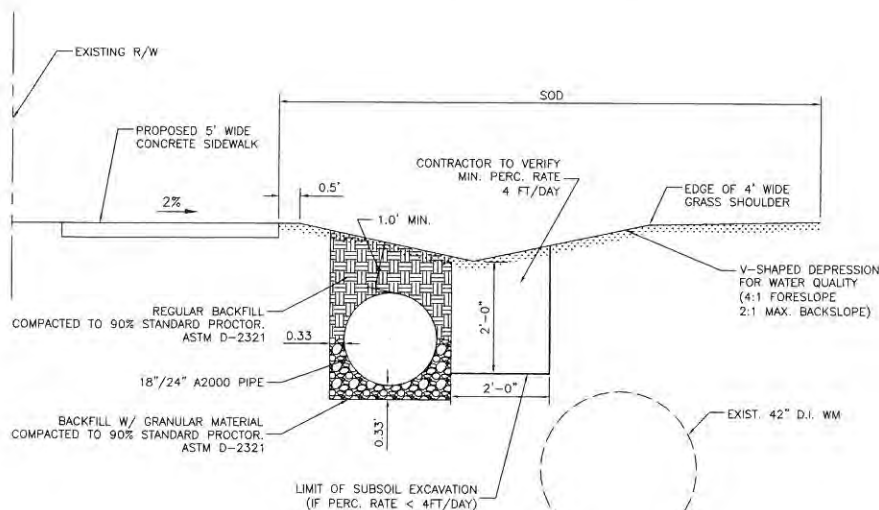 EXISTING R/W
SOD
PROPOSED 5' WIDE
CONCRETE SIDEWALK
CONTRACTOR TO VERIFY
MIN. PERC. RATE
4 FT/DAY
0.5'
EDGE OF 4' WIDE
GRASS SHOULDER
2%
1.0' MIN.
V-SHAPED DEPRESSION
FOR WATER QUALITY
(4:1 FORESLOPE
2:1 MAX. BACKSLOPE)
REGULAR BACKFILL
COMPACTED TO 90% STANDARD PROCTOR.
ASTM D-2321
0.33
2'-0"
18"/24" A2000 PIPE
2'-0"
BACKFILL W/ GRANULAR MATERIAL
COMPACTED TO 90% STANDARD PROCTOR.
ASTM D-2321
0.33'
EXIST. 42" D.I. WM
LIMIT OF SUBSOIL EXCAVATION
(IF PERC. RATE < 4FT/DAY)